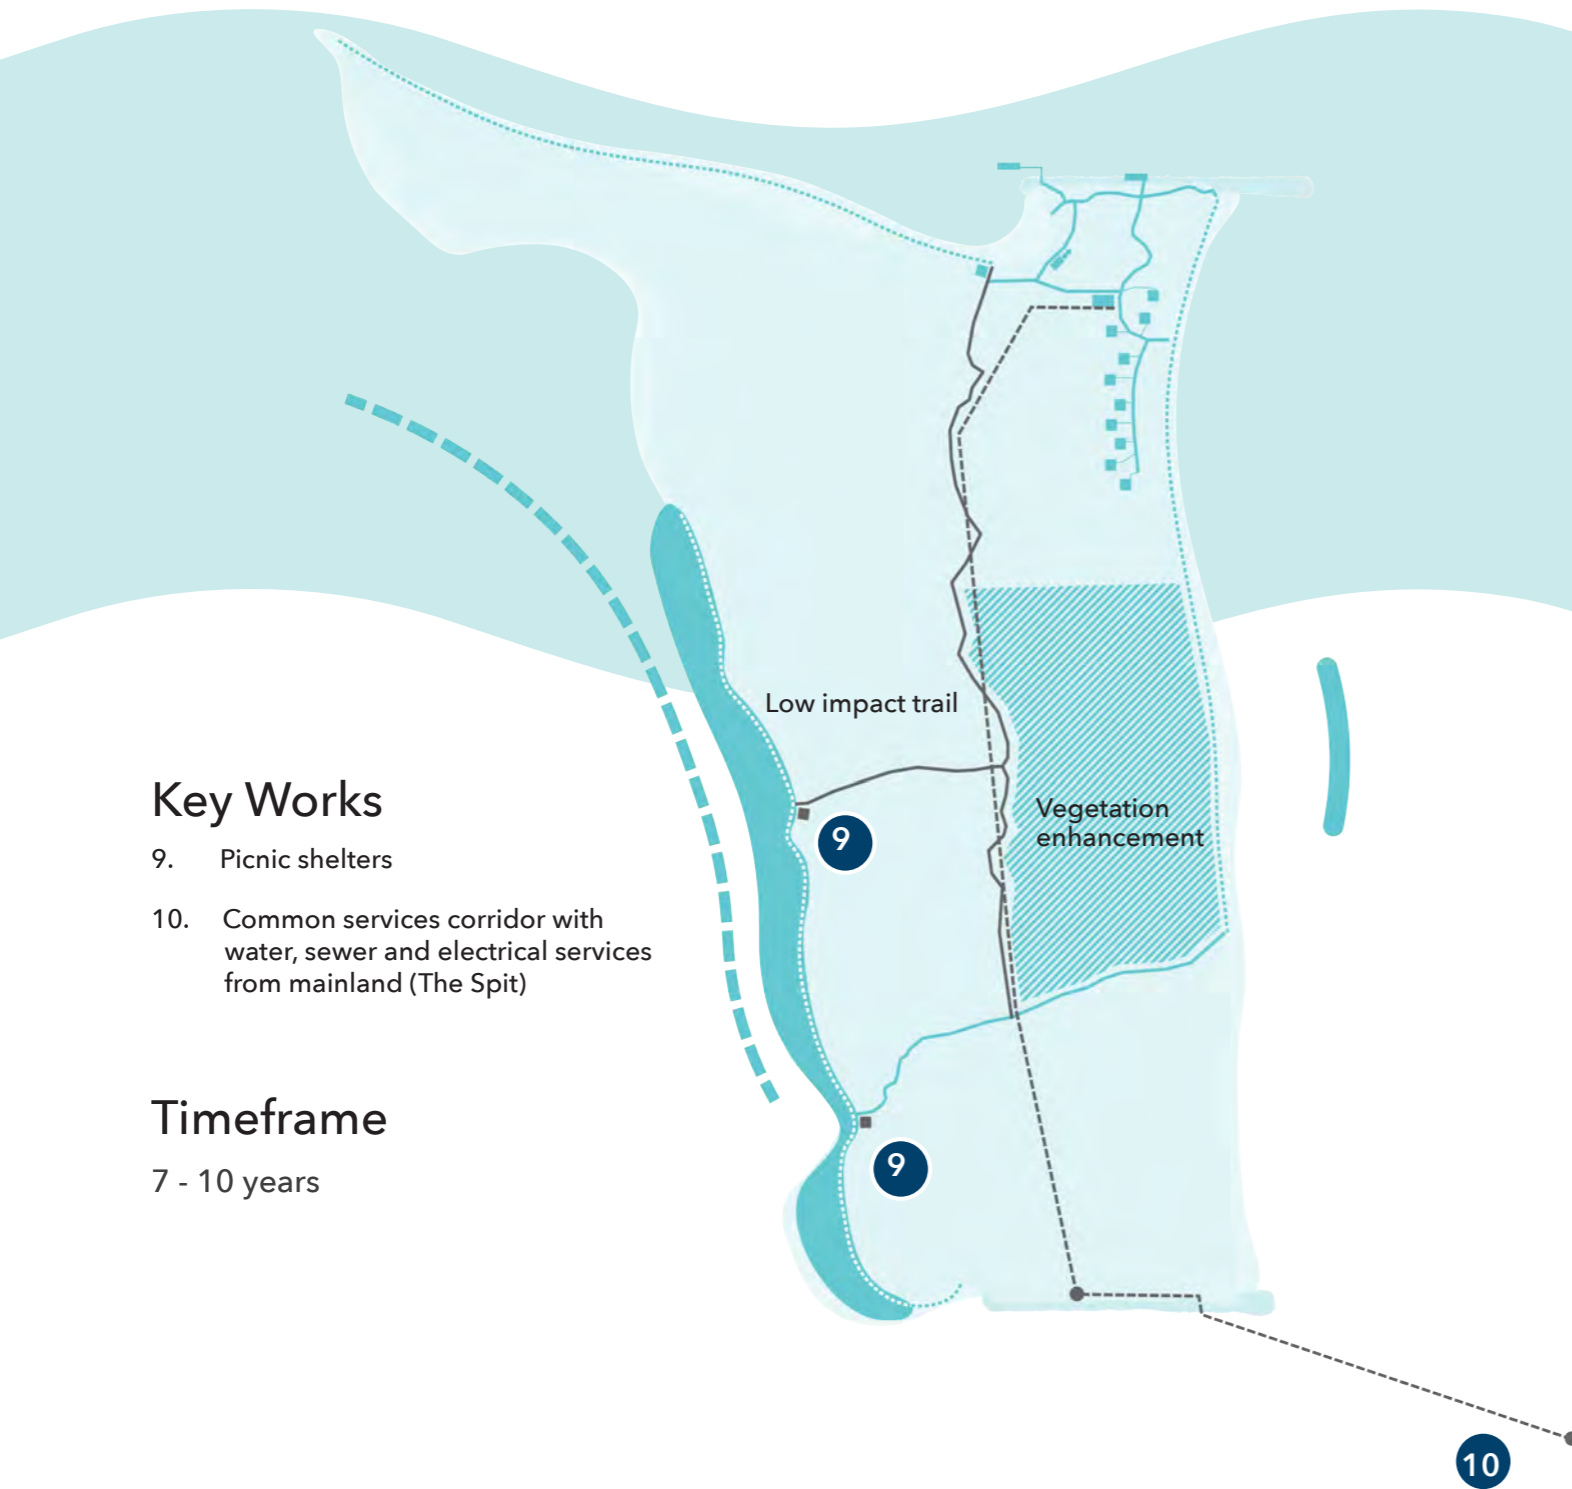 Low impact trail
Key Works
9. Picnic shelters
10. Common services corridor with
water, sewer and electrical services
from mainland (The Spit)
Timeframe
7 - 10 years
Vegetation
enhancement
9
9
10